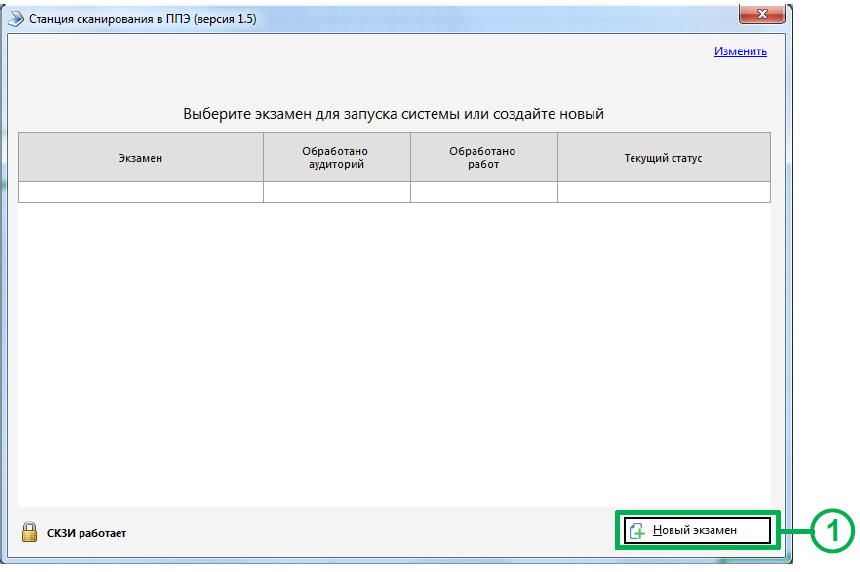 Станция сканирования в ППЭ (версия 1.5)
Изменить
Выберите экзамен для запуска системы или создайте новый
Экзамен
Обработано
аудиторий
Обработано
работ
Текущий статус
СКЗИ работает
Новый экзамен
1